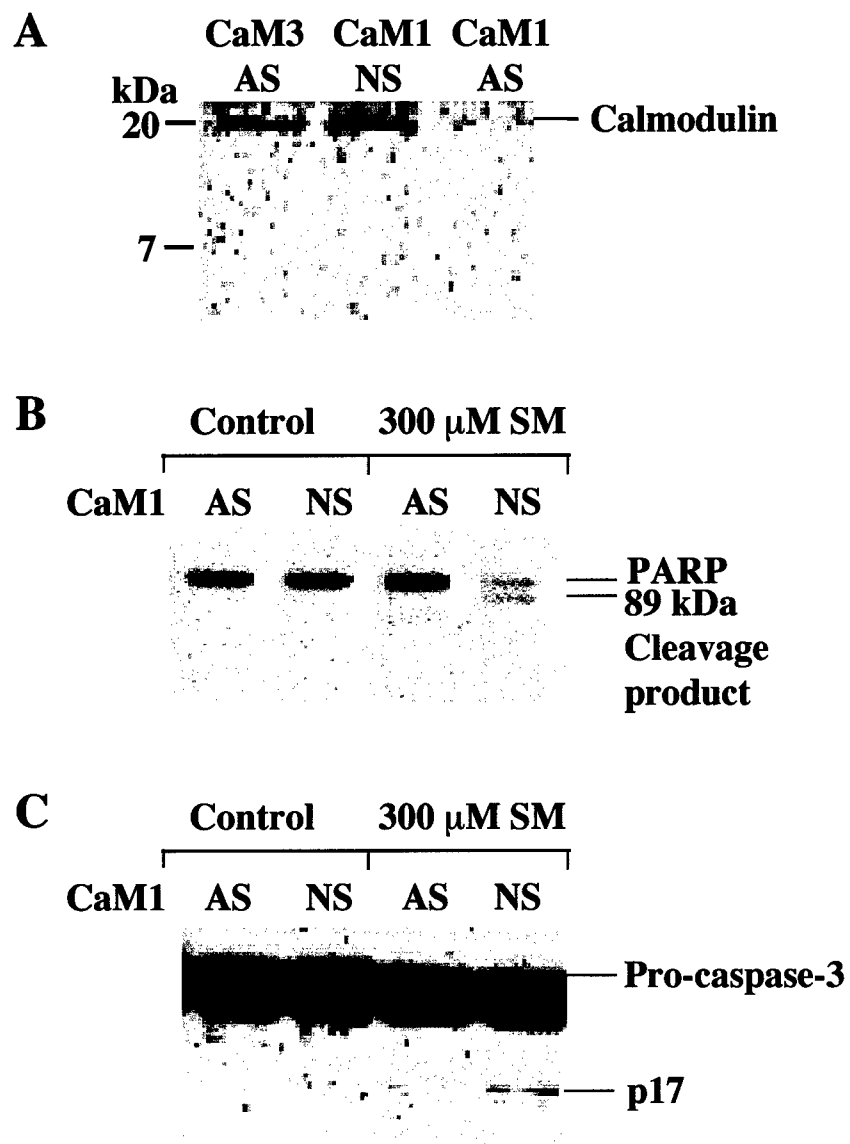 A
CaM3 CaM1 CaM1
AS NS AS
kDa
20
Calmodulin
7
B
Control 300 μM SM
CaM1 AS NS AS NS
PARP
89 kDa
Cleavage
product
C
Control 300 μM SM
CaM1 AS NS AS NS
Pro-caspase-3
p17